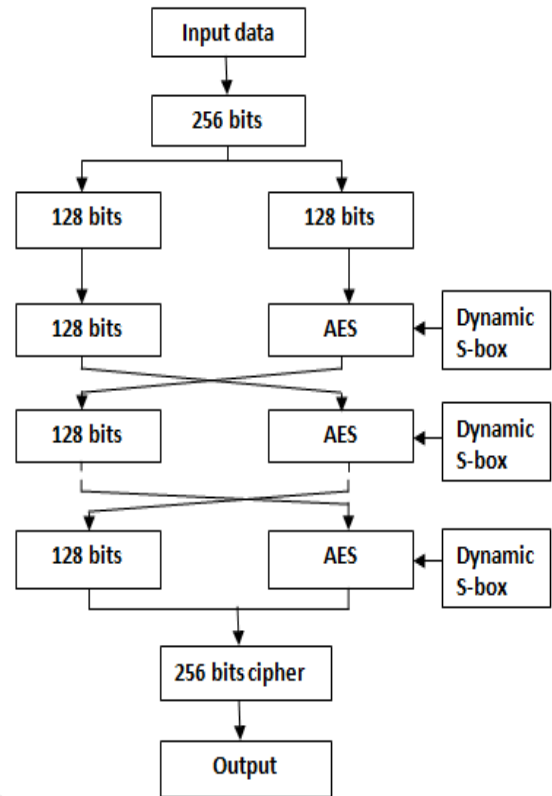 Input data
256 bits
128 bits
128 bits
128 bits
AES
Dynamic
S-box
128 bits
AES
Dynamic
S-box
128 bits
AES
Dynamic
S-box
256 bits cipher
Output